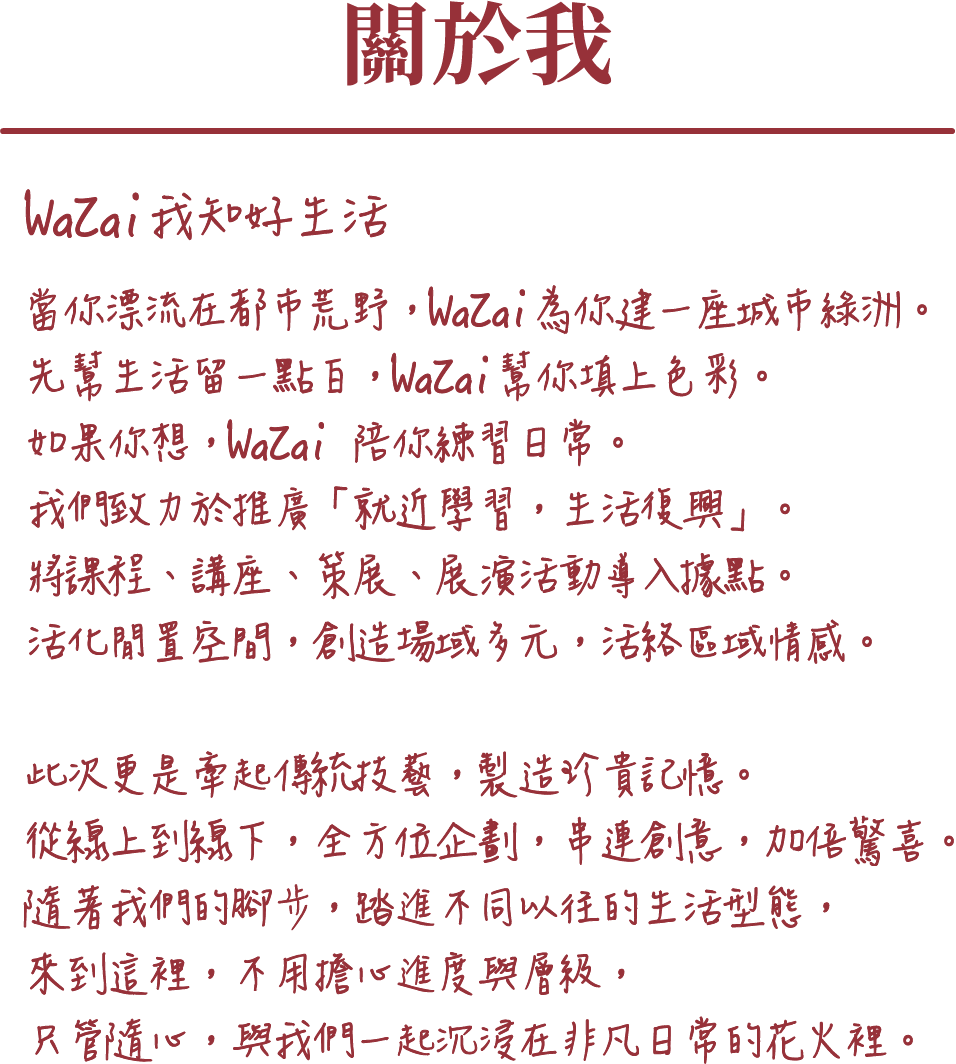 關於我
WaZai 我知好生活
當你漂流在都市荒野，WaZai 為你建一座城市綠洲。
先幫生活留一點白，WaZai 幫你填上色彩。
如果你想，WaZai 陪你練習日常。
我們致力於推廣「就近學習，生活復興」。
將課程、講座、策展、展演活動導入據點。
活化閒置空間，創造場域多元，活絡區域情感。
此次更是牽起傳統技藝，製造珍貴記憶。
從線上到線下，全方位企劃，串連創意，加倍驚喜。
隨著我們的腳步，踏進不同以往的生活型態，
來到這裡，不用擔心進度與層級，
只管隨心，與我們一起沉浸在非凡日常的花火裡。